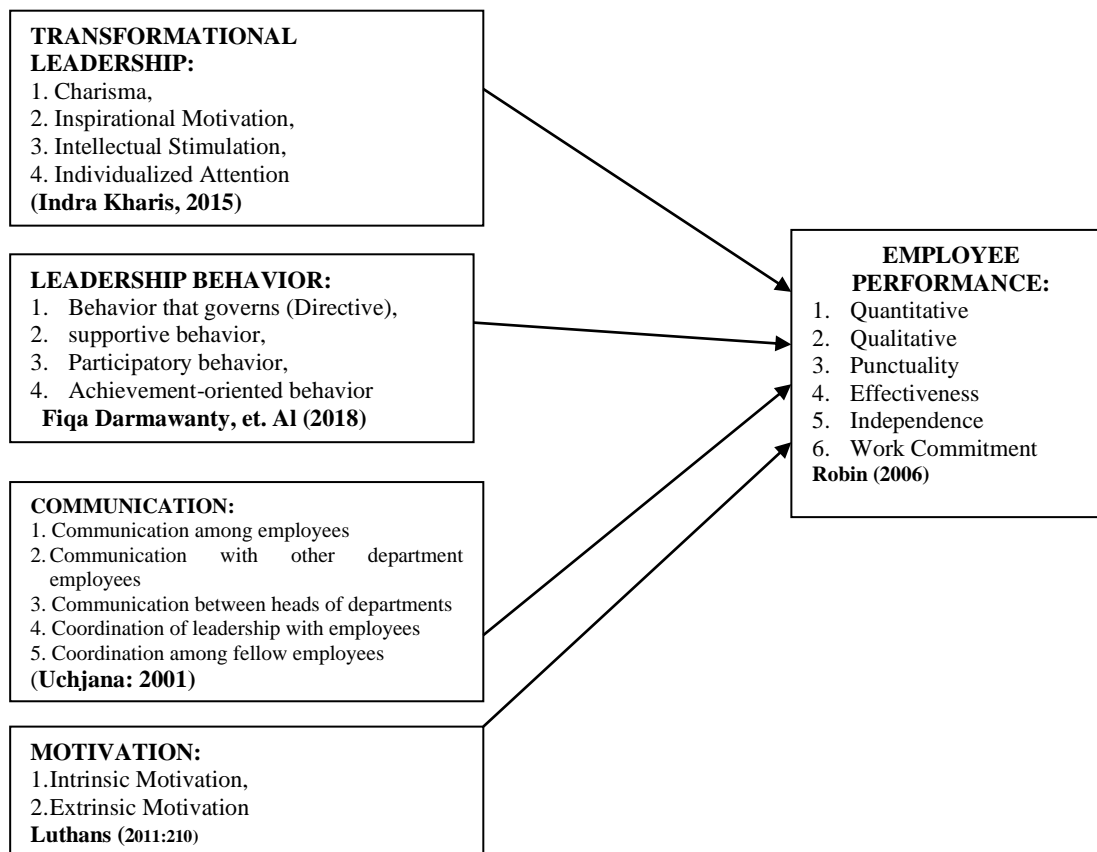 TRANSFORMATIONAL
LEADERSHIP:
1. Charisma,
2. Inspirational Motivation,
3. Intellectual Stimulation,
4. Individualized Attention
(Indra Kharis, 2015)
LEADERSHIP BEHAVIOR:
1. Behavior that governs (Directive),
2. supportive behavior,
3. Participatory behavior,
4. Achievement-oriented behavior
Fiqa Darmawanty, et. Al (2018)
COMMUNICATION:
1. Communication among employees
2. Communication with other department
employees
3. Communication between heads of departments
4. Coordination of leadership with employees
5. Coordination among fellow employees
(Uchjana: 2001)
MOTIVATION:
1.Intrinsic Motivation,
2.Extrinsic Motivation
Luthans (2011:210)
EMPLOYEE
PERFORMANCE:
1. Quantitative
2. Qualitative
3. Punctuality
4. Effectiveness
5. Independence
6. Work Commitment
Robin (2006)